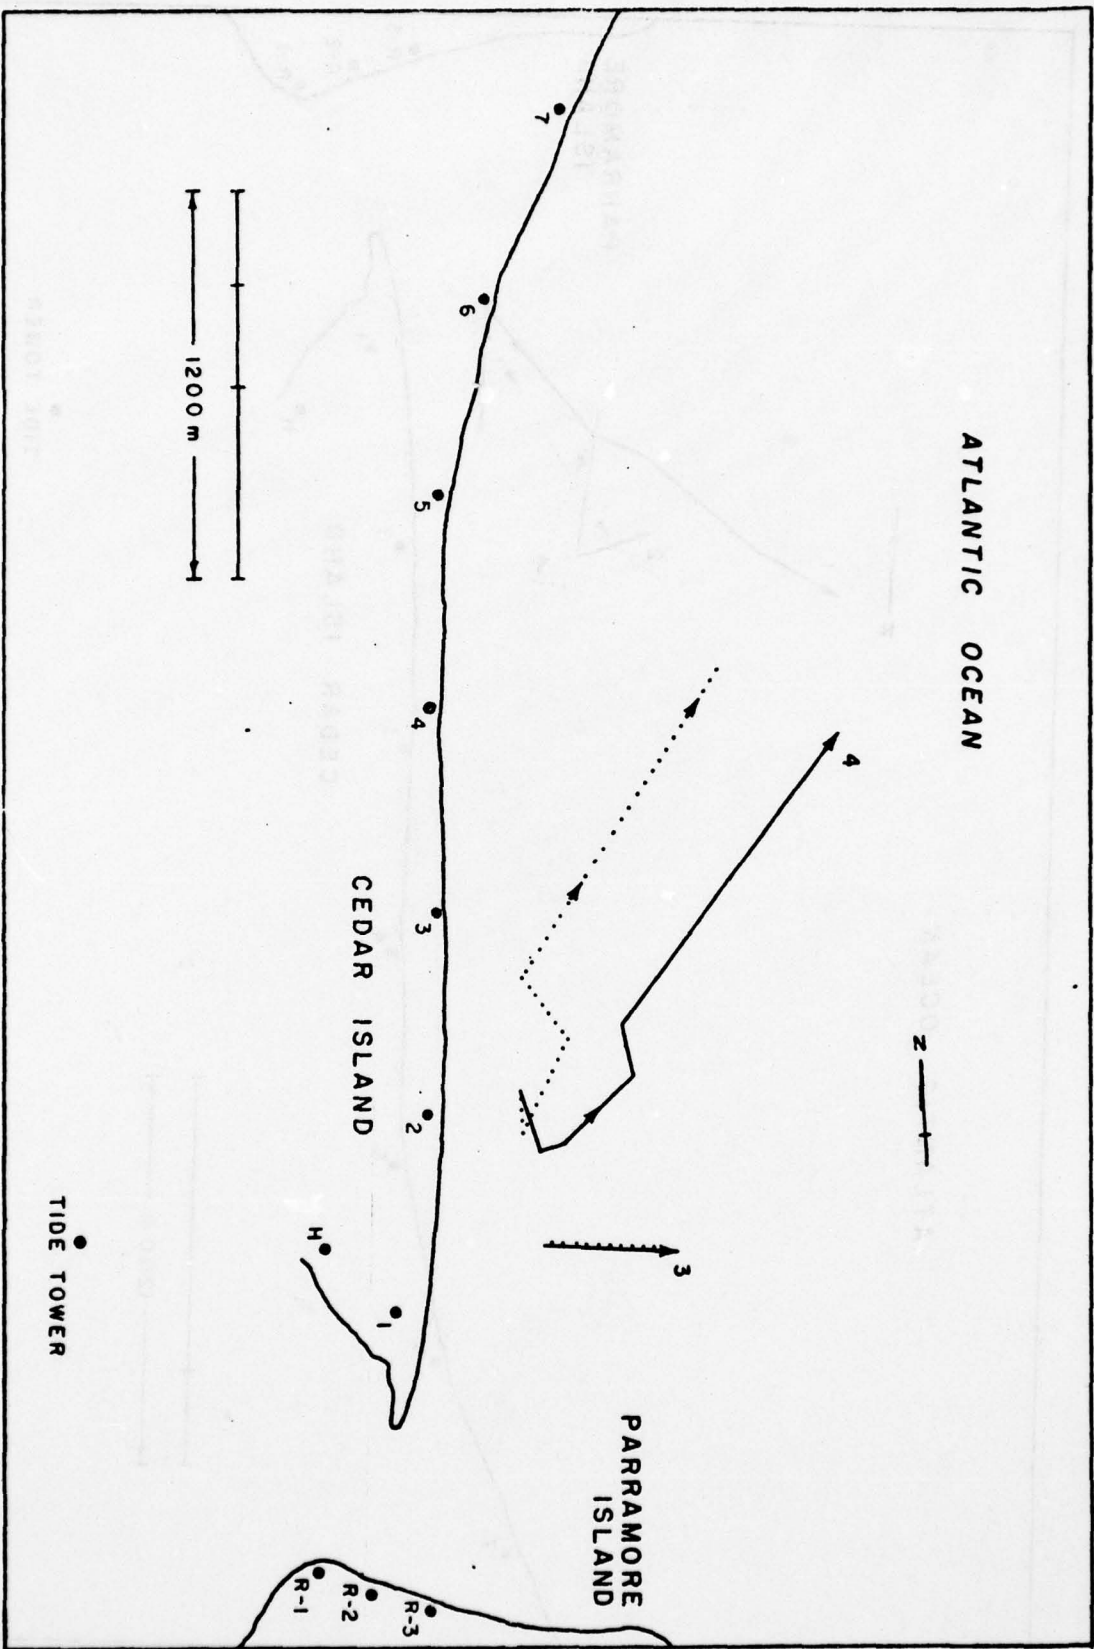 ATLANTIC OCEAN
N
4
3
7
6
5
4
3
2
1
H
1200 m
CEDAR ISLAND
PARRAMORE
ISLAND
R-3
R-2
R-1
TIDE TOWER